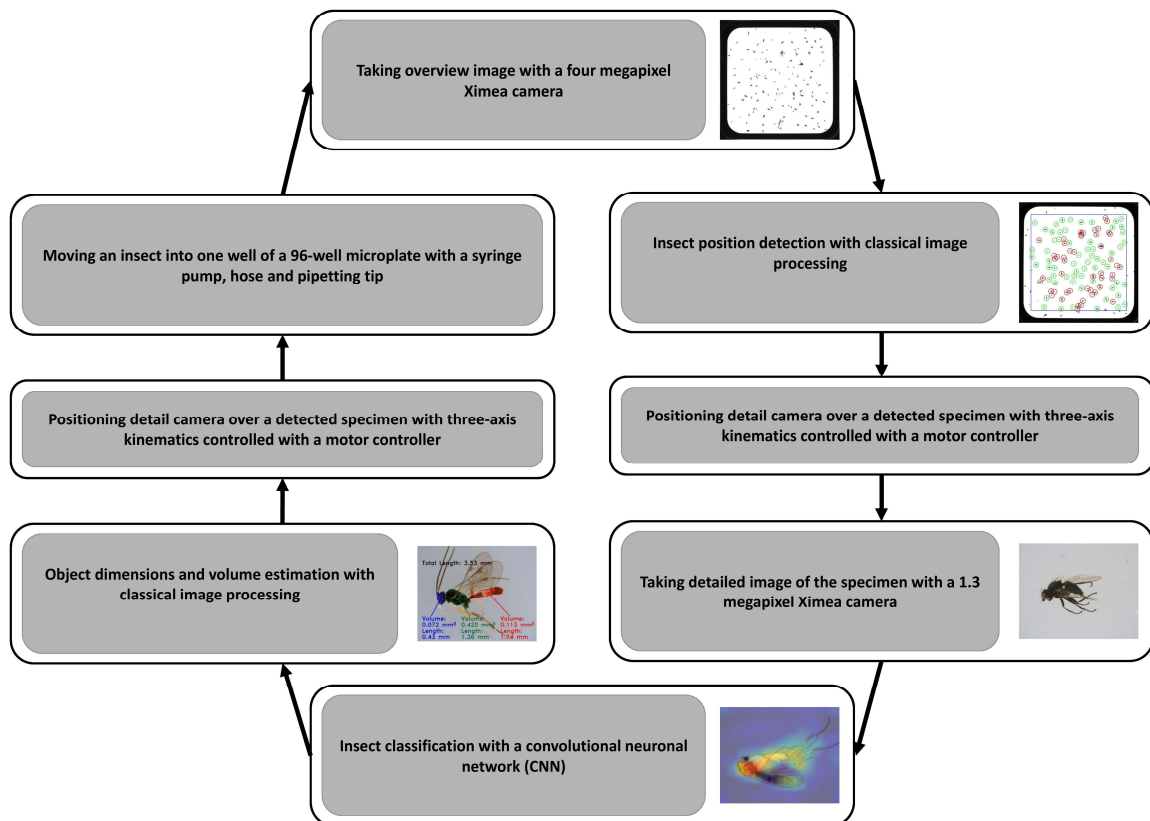 Taking overview image with a four megapixel
Ximea camera
Insect position detection with classical image
processing
Positioning detail camera over a detected specimen with three-axis
kinematics controlled with a motor controller
Taking detailed image of the specimen with a 1.3
megapixel Ximea camera
Insect classification with a convolutional neuronal
network (CNN)
Object dimensions and volume estimation with
classical image processing
Total Length: 3.53 mm
Volume:
0.072 mm³
Length:
0.43 mm
Volume:
0.420 mm³
Length:
1.36 mm
Volume:
0.113 mm³
Length:
1.74 mm
Positioning detail camera over a detected specimen with three-axis
kinematics controlled with a motor controller
Moving an insect into one well of a 96-well microplate with a syringe
pump, hose and pipetting tip